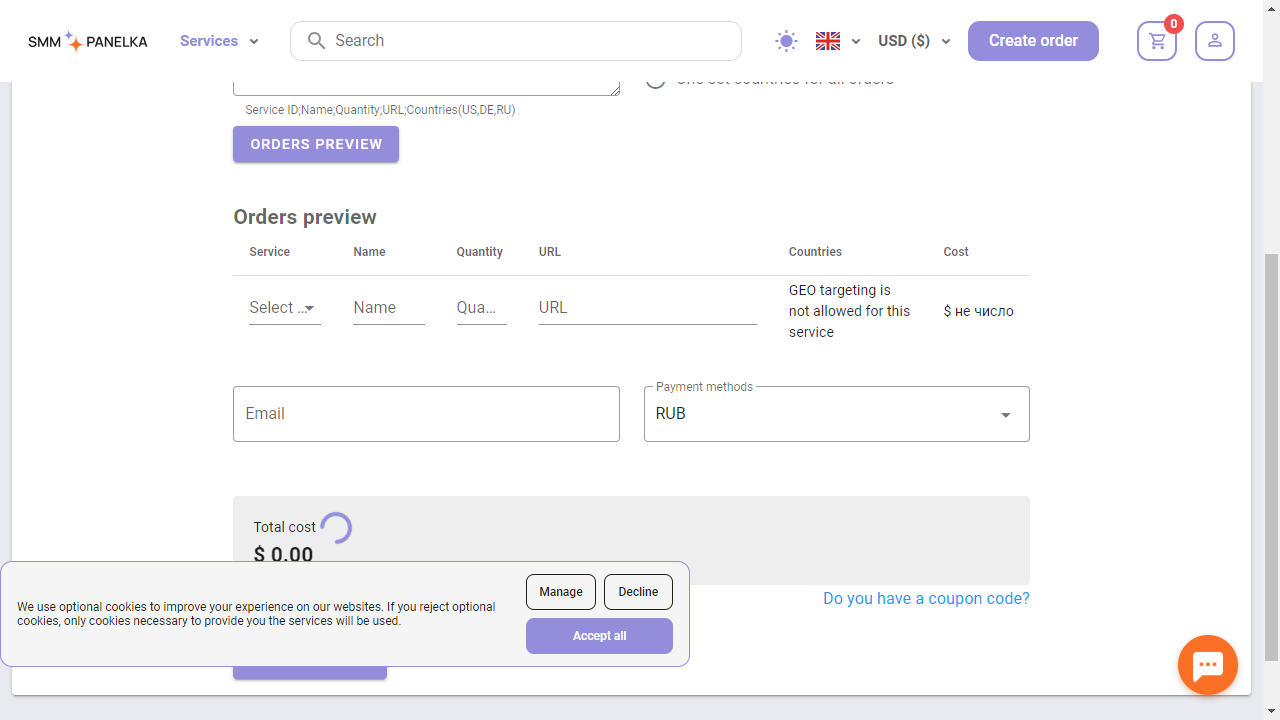 SMM PANELKA
Services
Search
USD ($)
Create order
0
One set countries for all orders
Service ID;Name;Quantity;URL;Countries(US,DE,RU)
ORDERS PREVIEW
Orders preview
Service Name Quantity URL Countries Cost
Select ...
Name
Qua...
URL
GEO targeting is
not allowed for this
service
$ не число
Email
Payment methods
RUB
Total cost
$ 0.00
Do you have a coupon code?
We use optional cookies to improve your experience on our websites. If you reject optional
cookies, only cookies necessary to provide you the services will be used.
Manage
Decline
Accept all